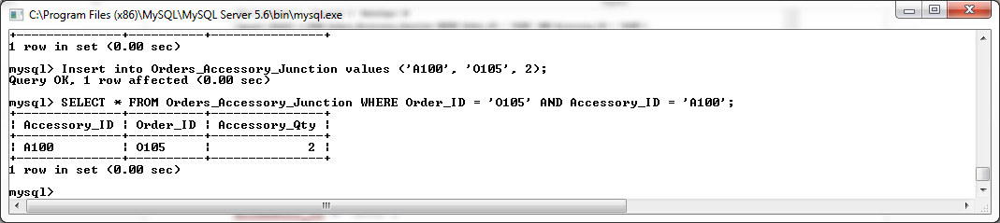 C:\Program Files (x86)\MySQL\MySQL Server 5.6\bin\mysql.exe
+--------------+----------+---------------+
1 row in set (0.00 sec)
mysql> Insert into Orders_Accessory_Junction values ('A100', 'O105', 2);
Query OK, 1 row affected (0.00 sec)
mysql> SELECT * FROM Orders_Accessory_Junction WHERE Order_ID = 'O105' AND Accessory_ID = 'A100';
+--------------+----------+---------------+
| Accessory_ID | Order_ID | Accessory_Qty |
+--------------+----------+---------------+
| A100         | O105     |             2 |
+--------------+----------+---------------+
1 row in set (0.00 sec)
mysql>